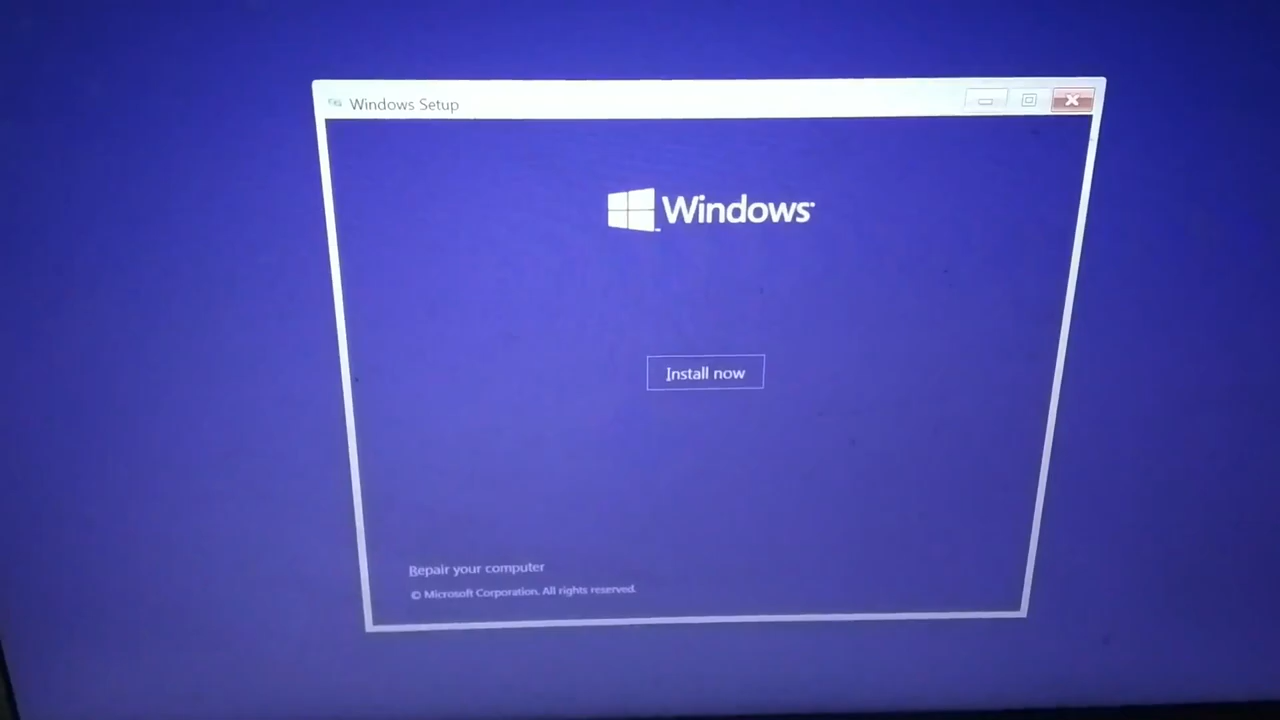 Windows Setup
Windows
Install now
Repair your computer
© Microsoft Corporation. All rights reserved.